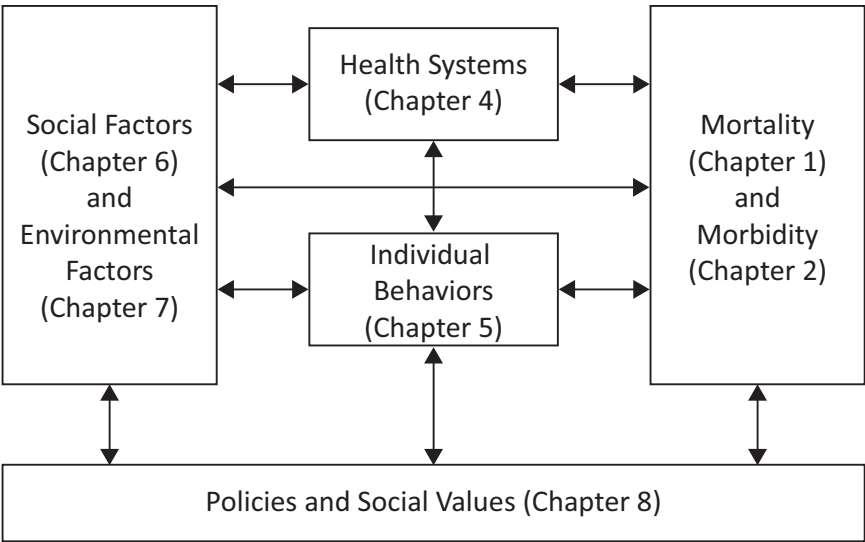 Social Factors
(Chapter 6)
and
Environmental
Factors
(Chapter 7)
Health Systems
(Chapter 4)
Individual
Behaviors
(Chapter 5)
Mortality
(Chapter 1)
and
Morbidity
(Chapter 2)
Policies and Social Values (Chapter 8)